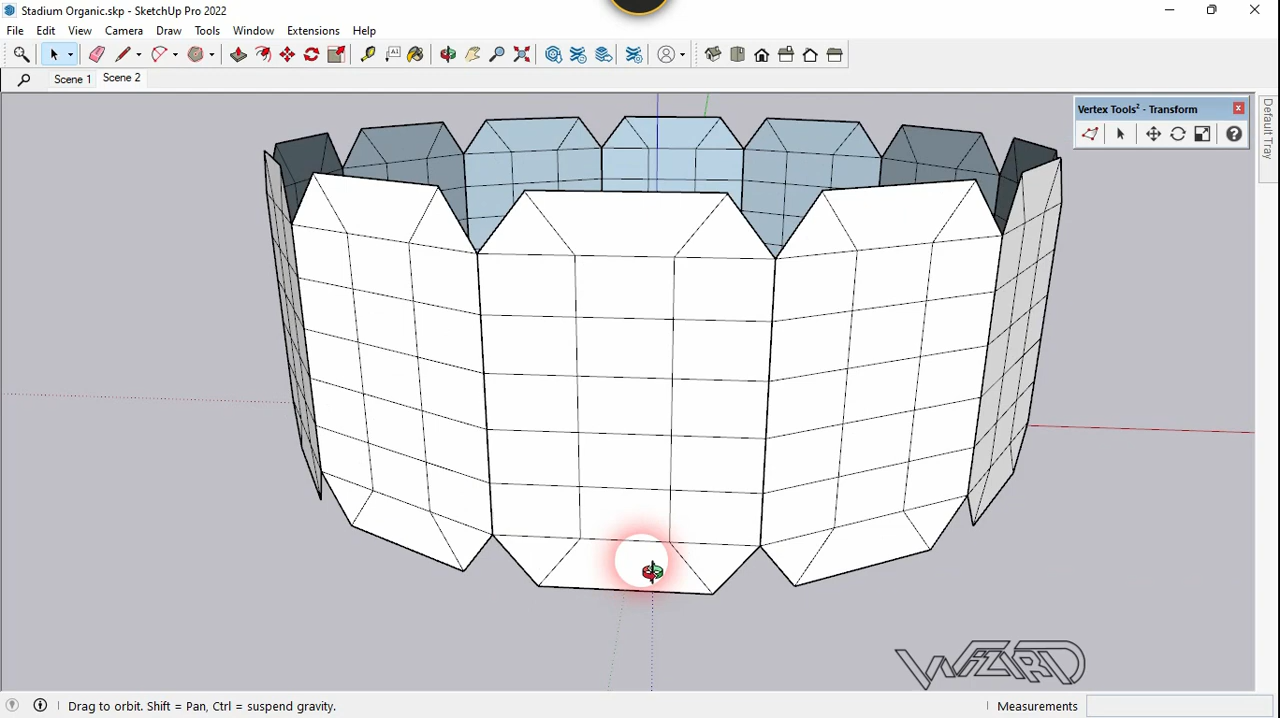 Stadium Organic.skp - SketchUp Pro 2022
File Edit View Camera Draw Tools Window Extensions Help
Scene 1 Scene 2
Vertex Tools² - Transform
Default Tray
WIZARD
Drag to orbit. Shift = Pan, Ctrl = suspend gravity.
Measurements